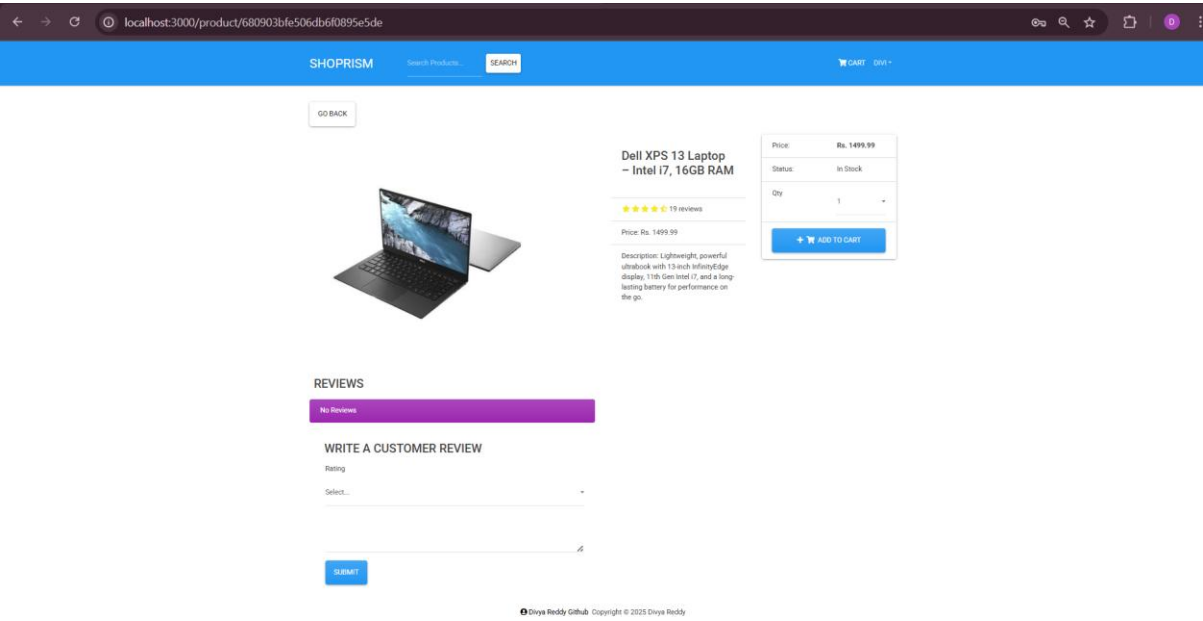 localhost:3000/product/680903bfe506db6f0895e5de
D
SHOPRISM
Search Products...
SEARCH
CART
DIVI
GO BACK
Dell XPS 13 Laptop
– Intel i7, 16GB RAM
19 reviews
Price: Rs. 1499.99
Description: Lightweight, powerful
ultrabook with 13-inch InfinityEdge
display, 11th Gen Intel i7, and a long-
lasting battery for performance on
the go.
Price: Rs. 1499.99
Status: In Stock
Qty 1
+ ADD TO CART
REVIEWS
No Reviews
WRITE A CUSTOMER REVIEW
Rating
Select...
SUBMIT
Divya Reddy Github Copyright © 2025 Divya Reddy